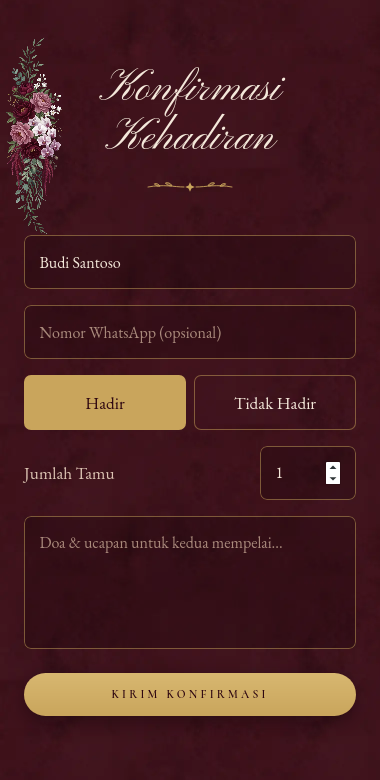 Konfirmasi
Kehadiran
Budi Santoso
Nomor WhatsApp (opsional)
Hadir
Tidak Hadir
Jumlah Tamu
1
Doa & ucapan untuk kedua mempelai...
KIRIM KONFIRMASI